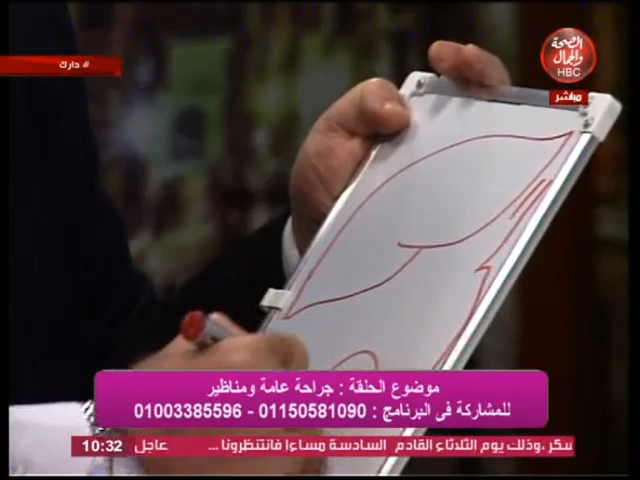 الصحة
والجمال
HBC
مباشر
#دارك
موضوع الحلقة : جراحة عامة ومناظير
للمشاركة فى البرنامج : 01150581090 - 01003385596
سكر ،وذلك يوم الثلاثاء القادم السادسة مساءا فانتظرونا ...
عاجل
10:32